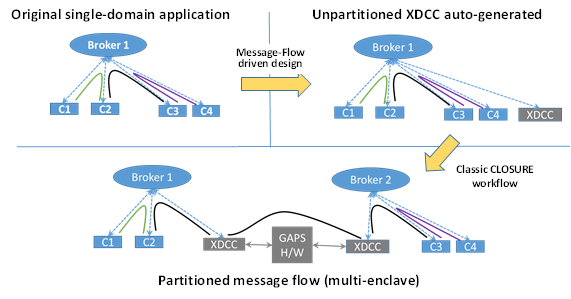 Original single-domain application
Unpartitioned XDCC auto-generated
Broker 1
Message-Flow
driven design
Broker 1
C1
C2
C3
C4
C1
C2
C3
C4
XDCC
Classic CLOSURE
workflow
Broker 1
Broker 2
C1
C2
XDCC
GAPS
H/W
XDCC
C3
C4
Partitioned message flow (multi-enclave)